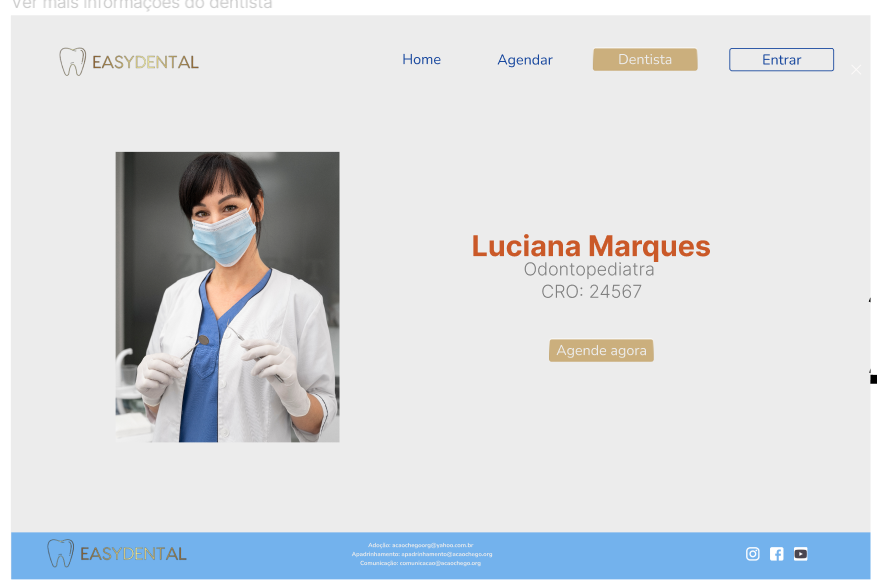 Ver mais informações do dentista
EASYDENTAL
Home
Agendar
Dentista
Entrar
Luciana Marques
Odontopediatra
CRO: 24567
Agende agora
EASYDENTAL
Adoção: acaochegoorg@yahoo.com.br
Apadrinhamento: apadrinhamento@acaochego.org
Comunicação: comunicacao@acaochego.org